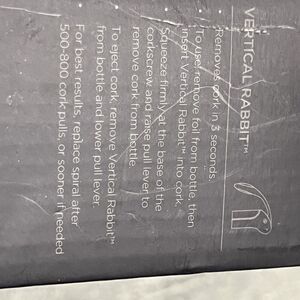 VERTICAL RABBIT™
Removes cork in 3 seconds.
To use, remove foil from bottle, then
insert Vertical Rabbit™ into cork.
Squeeze firmly at the base of the
corkscrew and raise pull lever to
remove cork from bottle.
To eject cork, remove Vertical Rabbit™
from bottle and lower pull lever.
For best results, replace spiral after
500-800 cork pulls, or sooner if needed